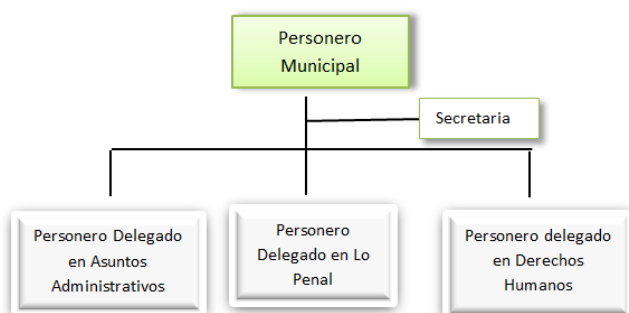 Personero
Municipal
Secretaria
Personero Delegado
en Asuntos
Administrativos
Personero
Delegado en Lo
Penal
Personero delegado
en Derechos
Humanos